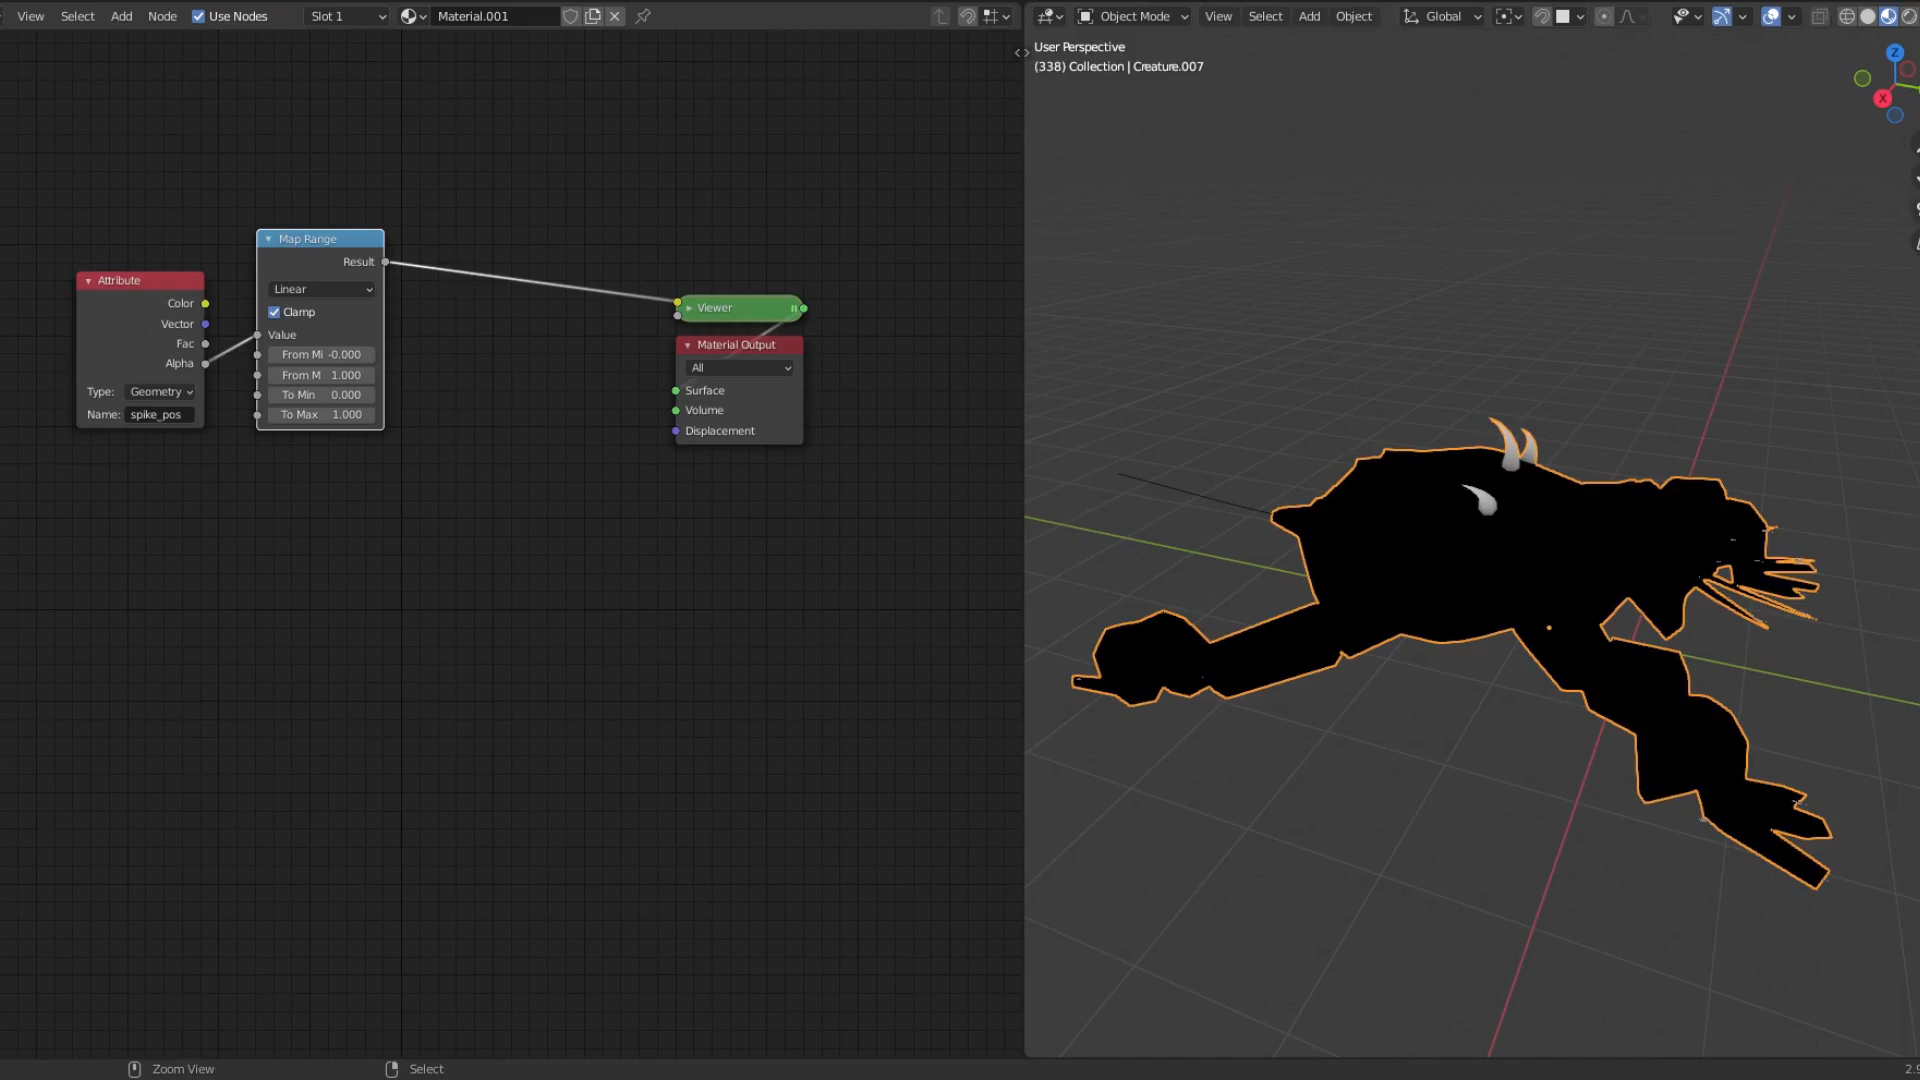 View Select Add Node Use Nodes Slot 1 Material.001
Object Mode View Select Add Object Global
User Perspective
(338) Collection | Creature.007
Z
X
Map Range
Result
Linear
Clamp
Value
From Mi -0.000
From M 1.000
To Min 0.000
To Max 1.000
Attribute
Color
Vector
Fac
Alpha
Type: Geometry
Name: spike_pos
Viewer
Material Output
All
Surface
Volume
Displacement
Zoom View Select